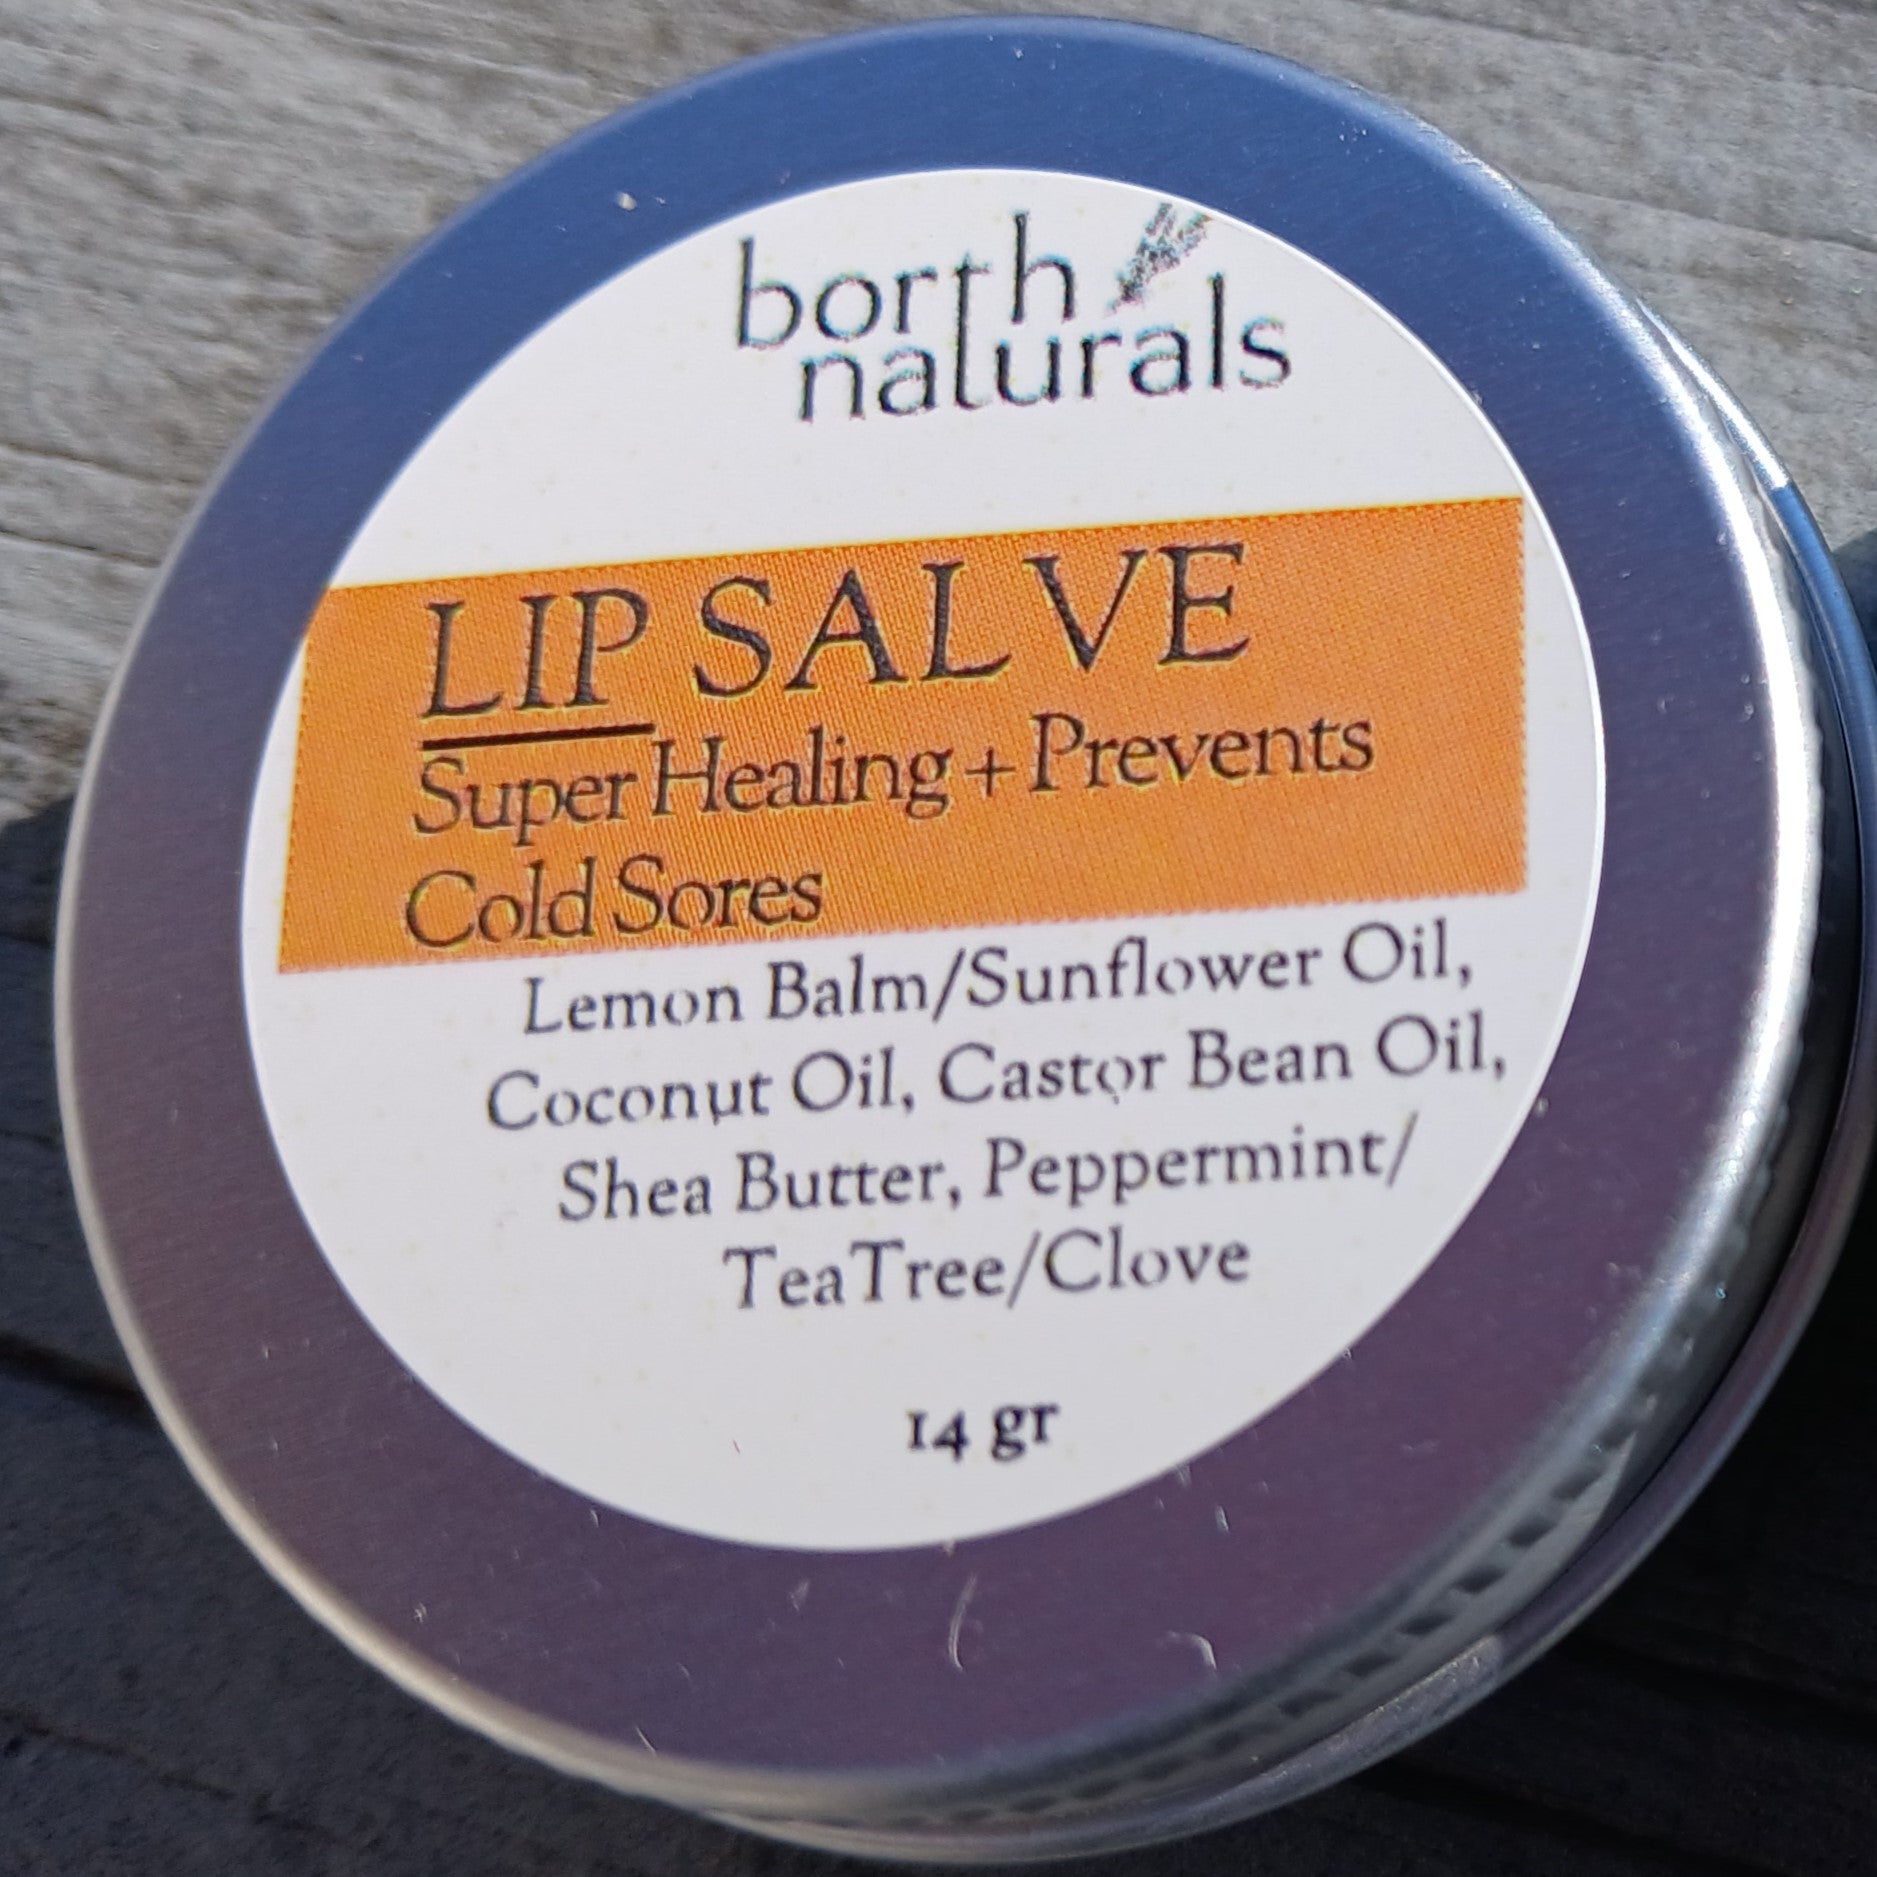 borth
naturals
LIP SALVE
Super Healing + Prevents
Cold Sores
Lemon Balm/Sunflower Oil,
Coconut Oil, Castor Bean Oil,
Shea Butter, Peppermint/
TeaTree/Clove
14 gr